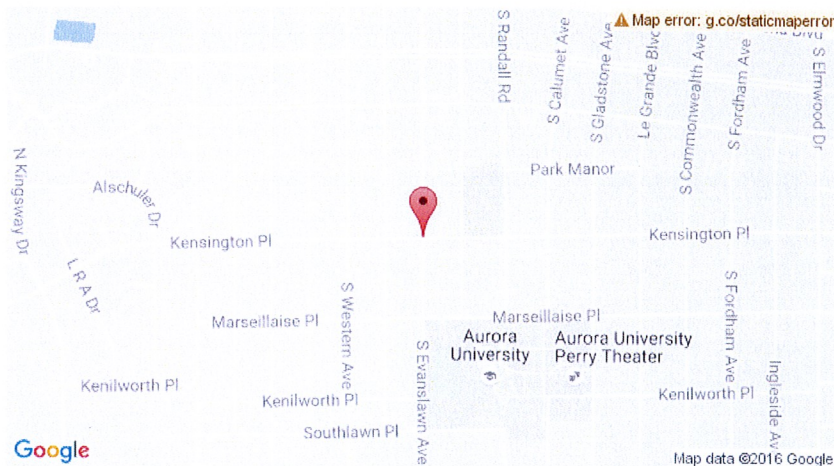 Map error: g.co/staticmaperror
S Randall Rd
S Calumet Ave
S Gladstone Ave
Le Grande Blvd
S Commonwealth Ave
S Fordham Ave
Blvd
S Elmwood Dr
N Kingsway Dr
Alschuler Dr
Park Manor
Kensington Pl
Kensington Pl
L R A Dr
S Western Ave
S Fordham Ave
Marseillaise Pl
Marseillaise Pl
S Evanslawn Ave
Aurora
University
Aurora University
Perry Theater
Ingleside Av
Kenilworth Pl
Kenilworth Pl
Kenilworth Pl
Southlawn Pl
Google
Map data ©2016 Google